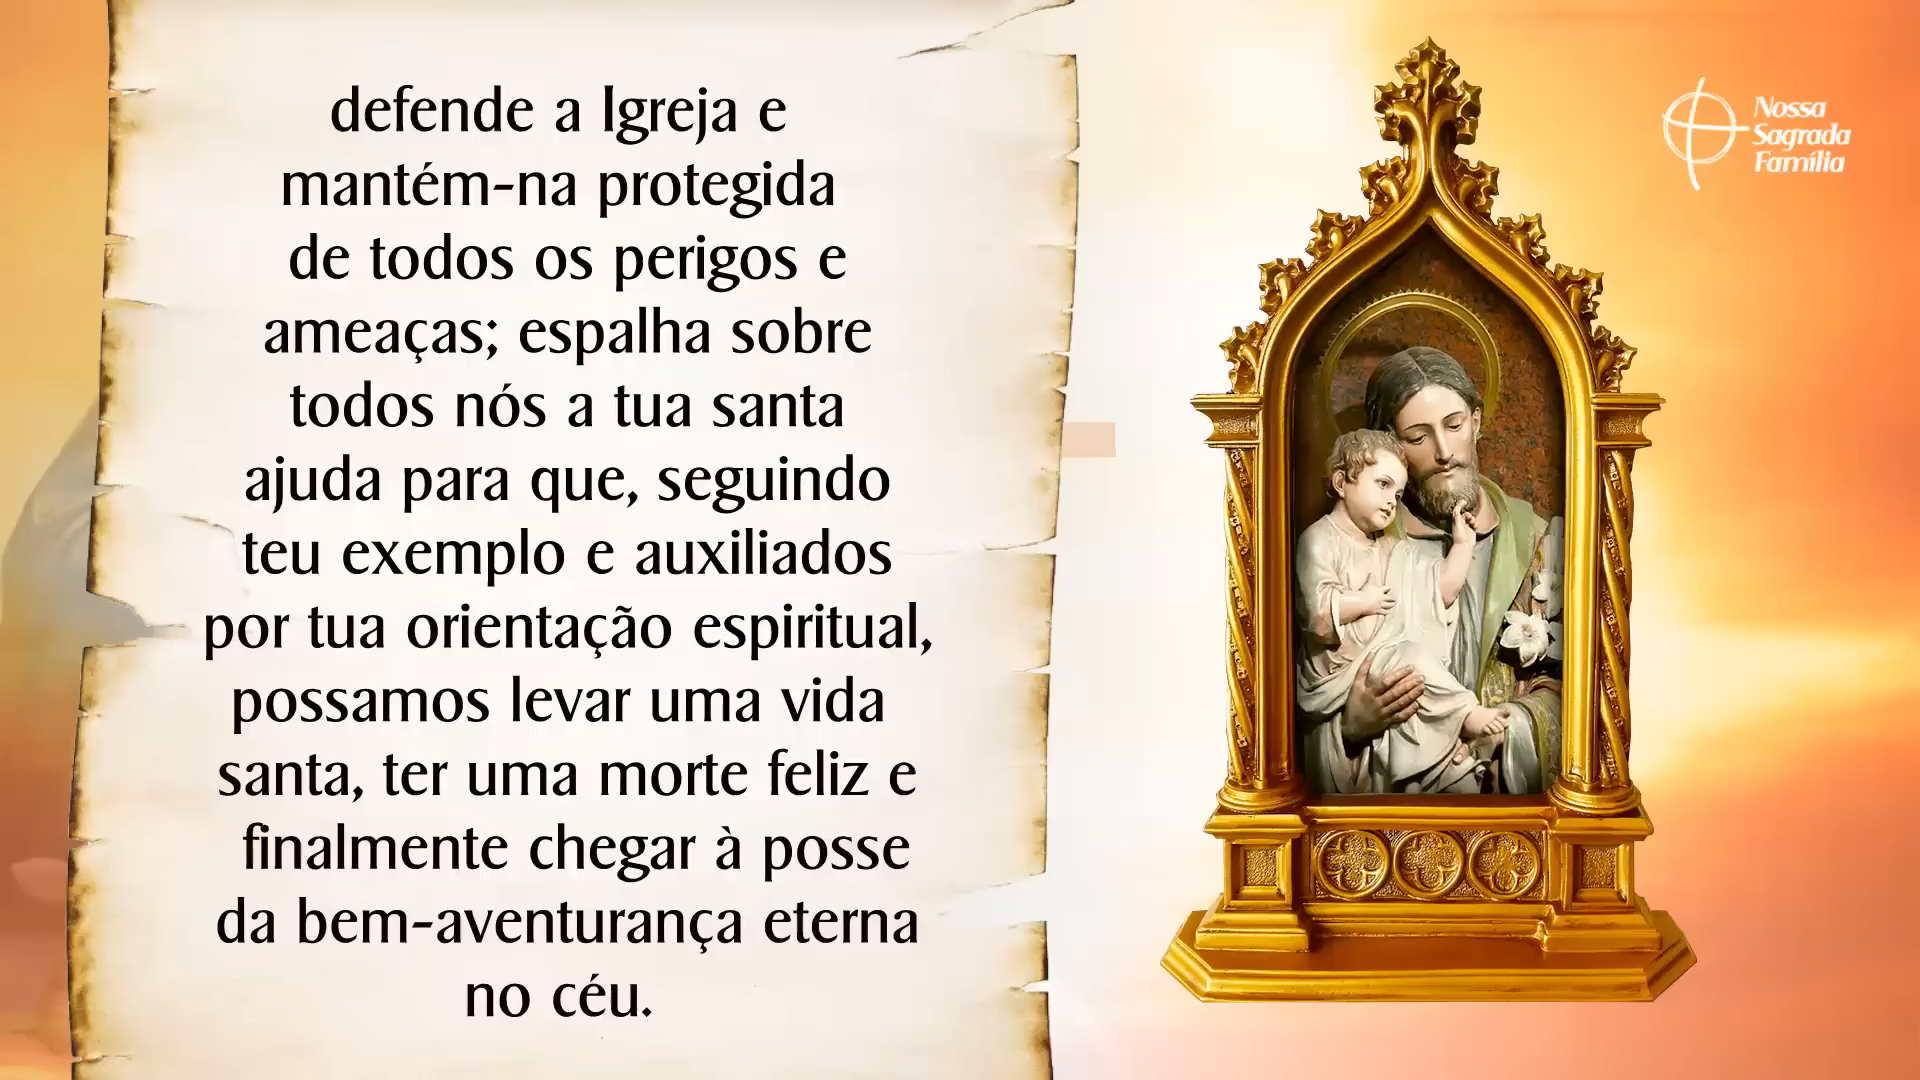 defende a Igreja e
mantém-na protegida
de todos os perigos e
ameaças; espalha sobre
todos nós a tua santa
ajuda para que, seguindo
teu exemplo e auxiliados
por tua orientação espiritual,
possamos levar uma vida
santa, ter uma morte feliz e
finalmente chegar à posse
da bem-aventurança eterna
no céu.
Nossa
Sagrada
Família